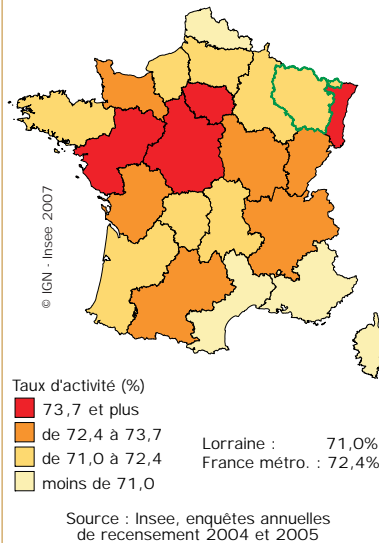 © IGN - Insee 2007
Taux d'activité (%)
73,7 et plus
de 72,4 à 73,7
de 71,0 à 72,4
moins de 71,0
Lorraine : 71,0%
France métro. : 72,4%
Source : Insee, enquêtes annuelles
de recensement 2004 et 2005